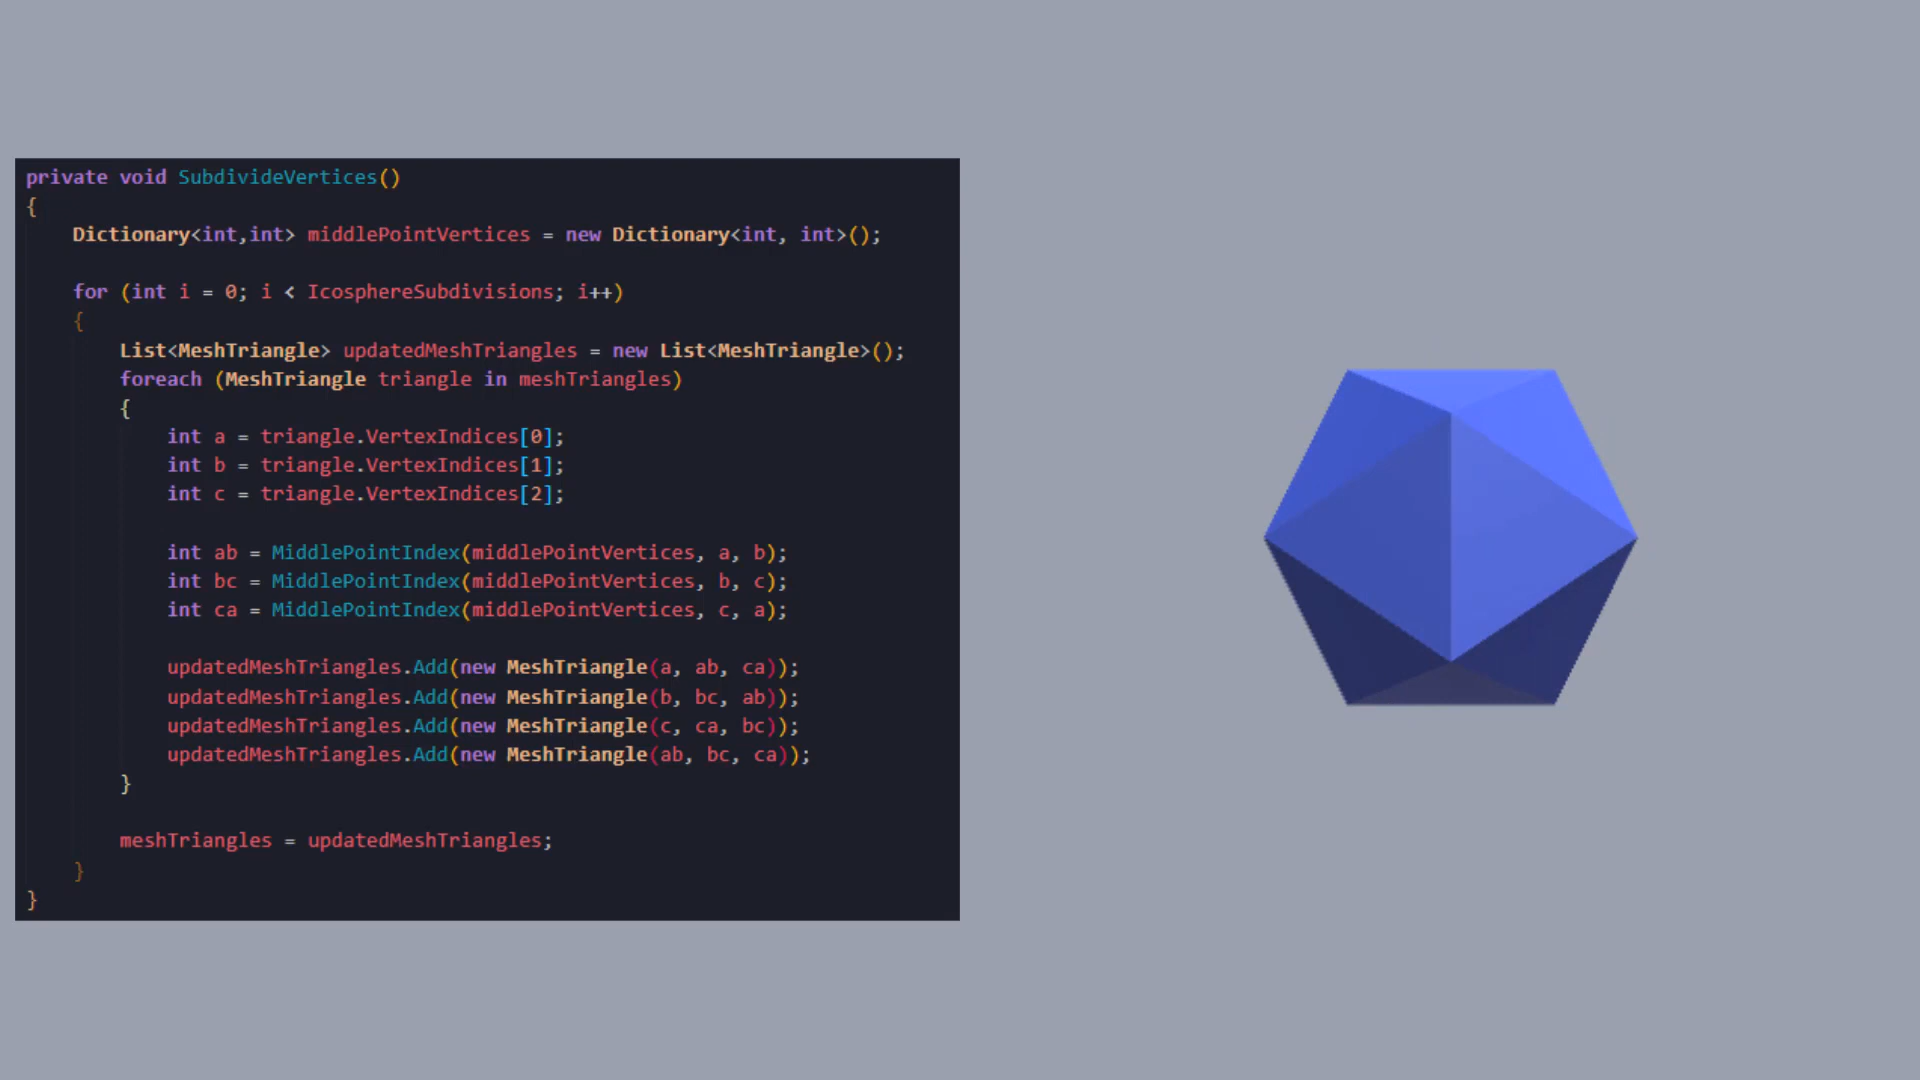 private void SubdivideVertices()
{
    Dictionary<int,int> middlePointVertices = new Dictionary<int, int>();
    for (int i = 0; i < IcosphereSubdivisions; i++)
    {
        List<MeshTriangle> updatedMeshTriangles = new List<MeshTriangle>();
        foreach (MeshTriangle triangle in meshTriangles)
        {
            int a = triangle.VertexIndices[0];
            int b = triangle.VertexIndices[1];
            int c = triangle.VertexIndices[2];
            int ab = MiddlePointIndex(middlePointVertices, a, b);
            int bc = MiddlePointIndex(middlePointVertices, b, c);
            int ca = MiddlePointIndex(middlePointVertices, c, a);
            updatedMeshTriangles.Add(new MeshTriangle(a, ab, ca));
            updatedMeshTriangles.Add(new MeshTriangle(b, bc, ab));
            updatedMeshTriangles.Add(new MeshTriangle(c, ca, bc));
            updatedMeshTriangles.Add(new MeshTriangle(ab, bc, ca));
        }
        meshTriangles = updatedMeshTriangles;
    }
}